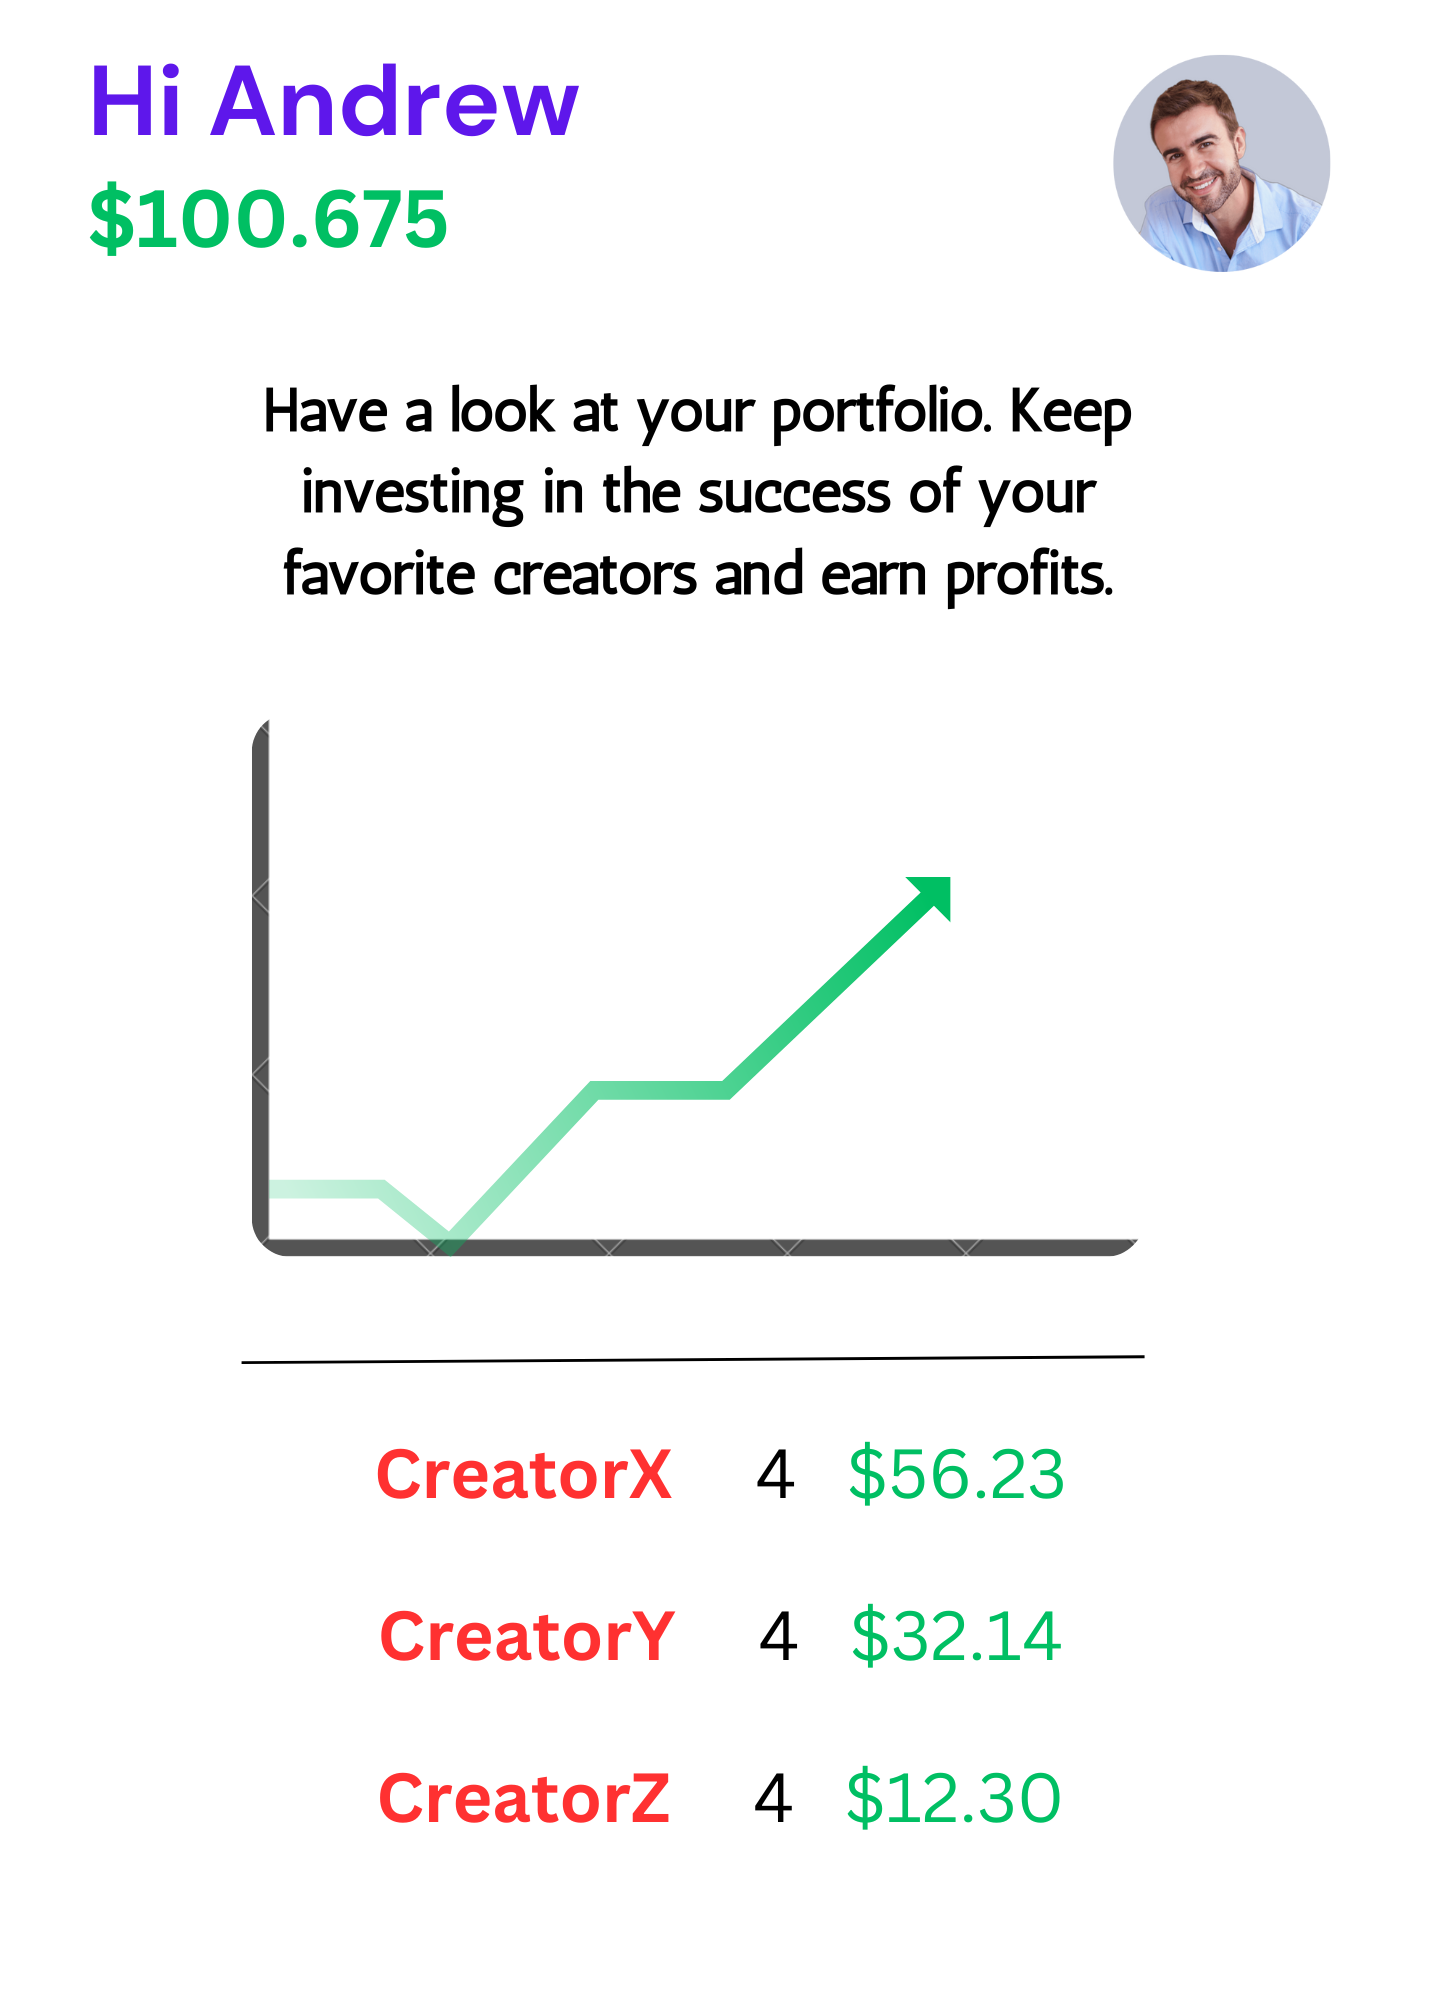 Hi Andrew
$100.675
Have a look at your portfolio. Keep
investing in the success of your
favorite creators and earn profits.
CreatorX 4 $56.23
CreatorY 4 $32.14
CreatorZ 4 $12.30